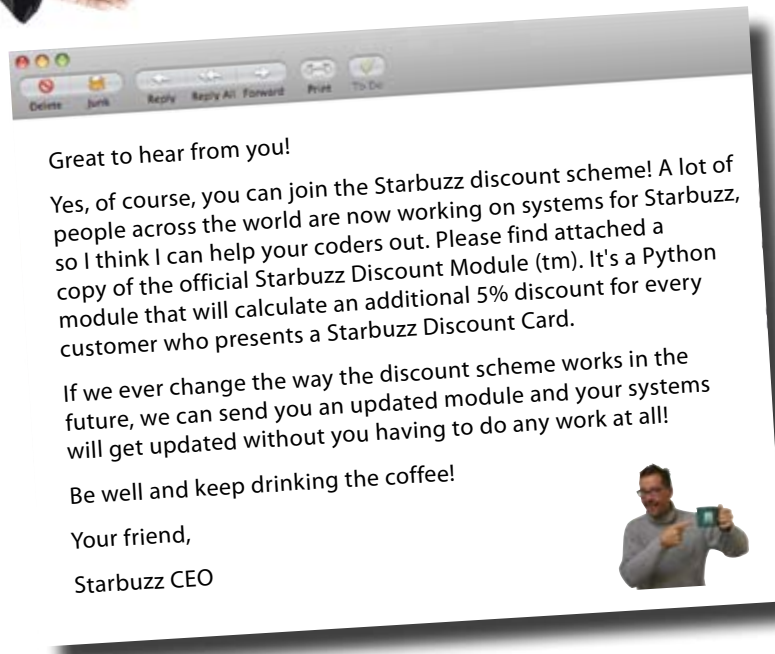 Delete Junk Reply Reply All Forward Print To Do
Great to hear from you!
Yes, of course, you can join the Starbuzz discount scheme! A lot of
people across the world are now working on systems for Starbuzz,
so I think I can help your coders out. Please find attached a
copy of the official Starbuzz Discount Module (tm). It's a Python
module that will calculate an additional 5% discount for every
customer who presents a Starbuzz Discount Card.
If we ever change the way the discount scheme works in the
future, we can send you an updated module and your systems
will get updated without you having to do any work at all!
Be well and keep drinking the coffee!
Your friend,
Starbuzz CEO